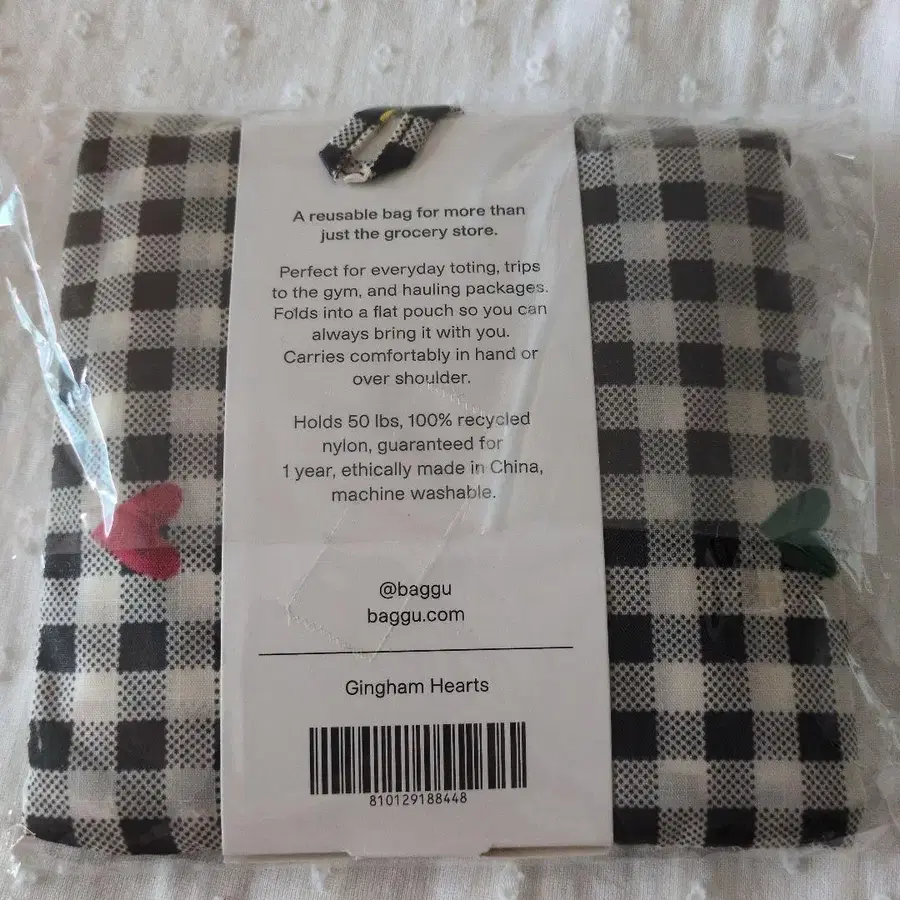 A reusable bag for more than
just the grocery store.
Perfect for everyday toting, trips
to the gym, and hauling packages.
Folds into a flat pouch so you can
always bring it with you.
Carries comfortably in hand or
over shoulder.
Holds 50 lbs, 100% recycled
nylon, guaranteed for
1 year, ethically made in China,
machine washable.
@baggu
baggu.com
Gingham Hearts
810129188448